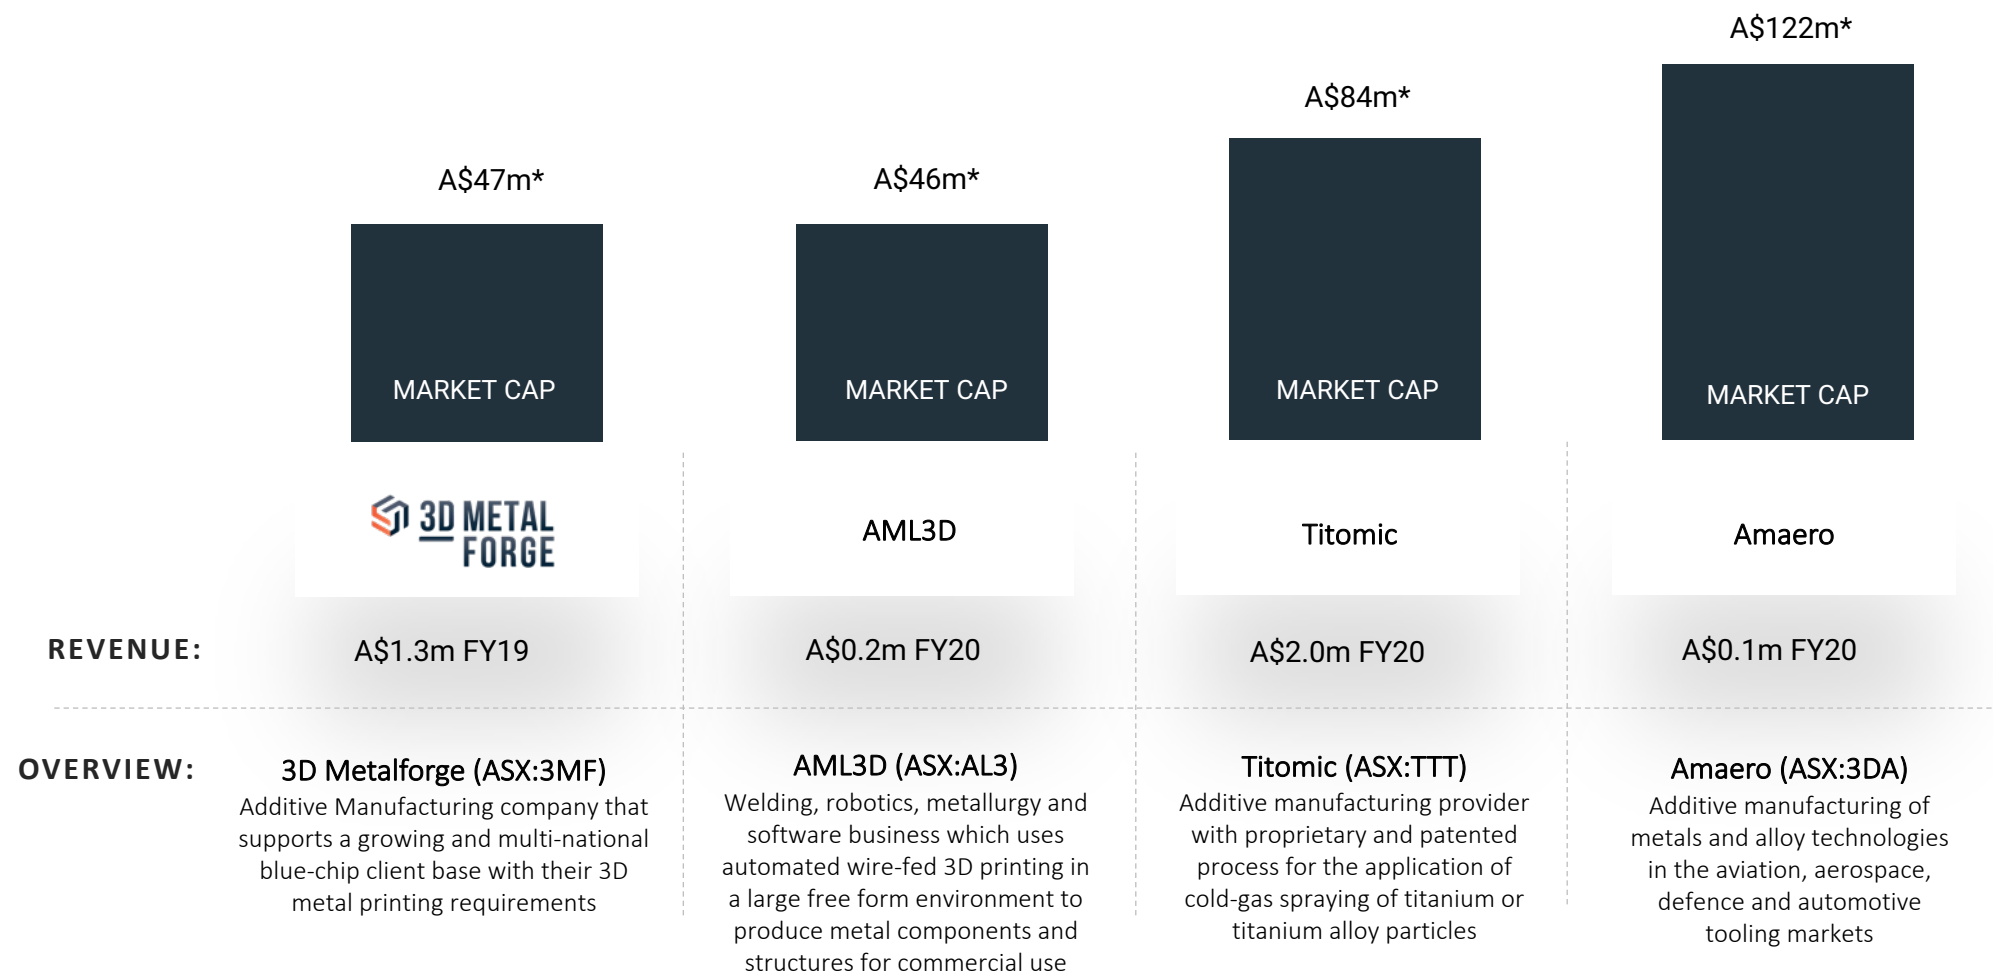 A$122m*
A$84m*
A$47m*
A$46m*
MARKET CAP
MARKET CAP
MARKET CAP
MARKET CAP
3D METAL
FORGE
AML3D
Titomic
Amaero
REVENUE:
A$1.3m FY19
A$0.2m FY20
A$2.0m FY20
A$0.1m FY20
OVERVIEW:
3D Metalforge (ASX:3MF)
Additive Manufacturing company that
supports a growing and multi-national
blue-chip client base with their 3D
metal printing requirements
AML3D (ASX:AL3)
Welding, robotics, metallurgy and
software business which uses
automated wire-fed 3D printing in
a large free form environment to
produce metal components and
structures for commercial use
Titomic (ASX:TTT)
Additive manufacturing provider
with proprietary and patented
process for the application of
cold-gas spraying of titanium or
titanium alloy particles
Amaero (ASX:3DA)
Additive manufacturing of
metals and alloy technologies
in the aviation, aerospace,
defence and automotive
tooling markets